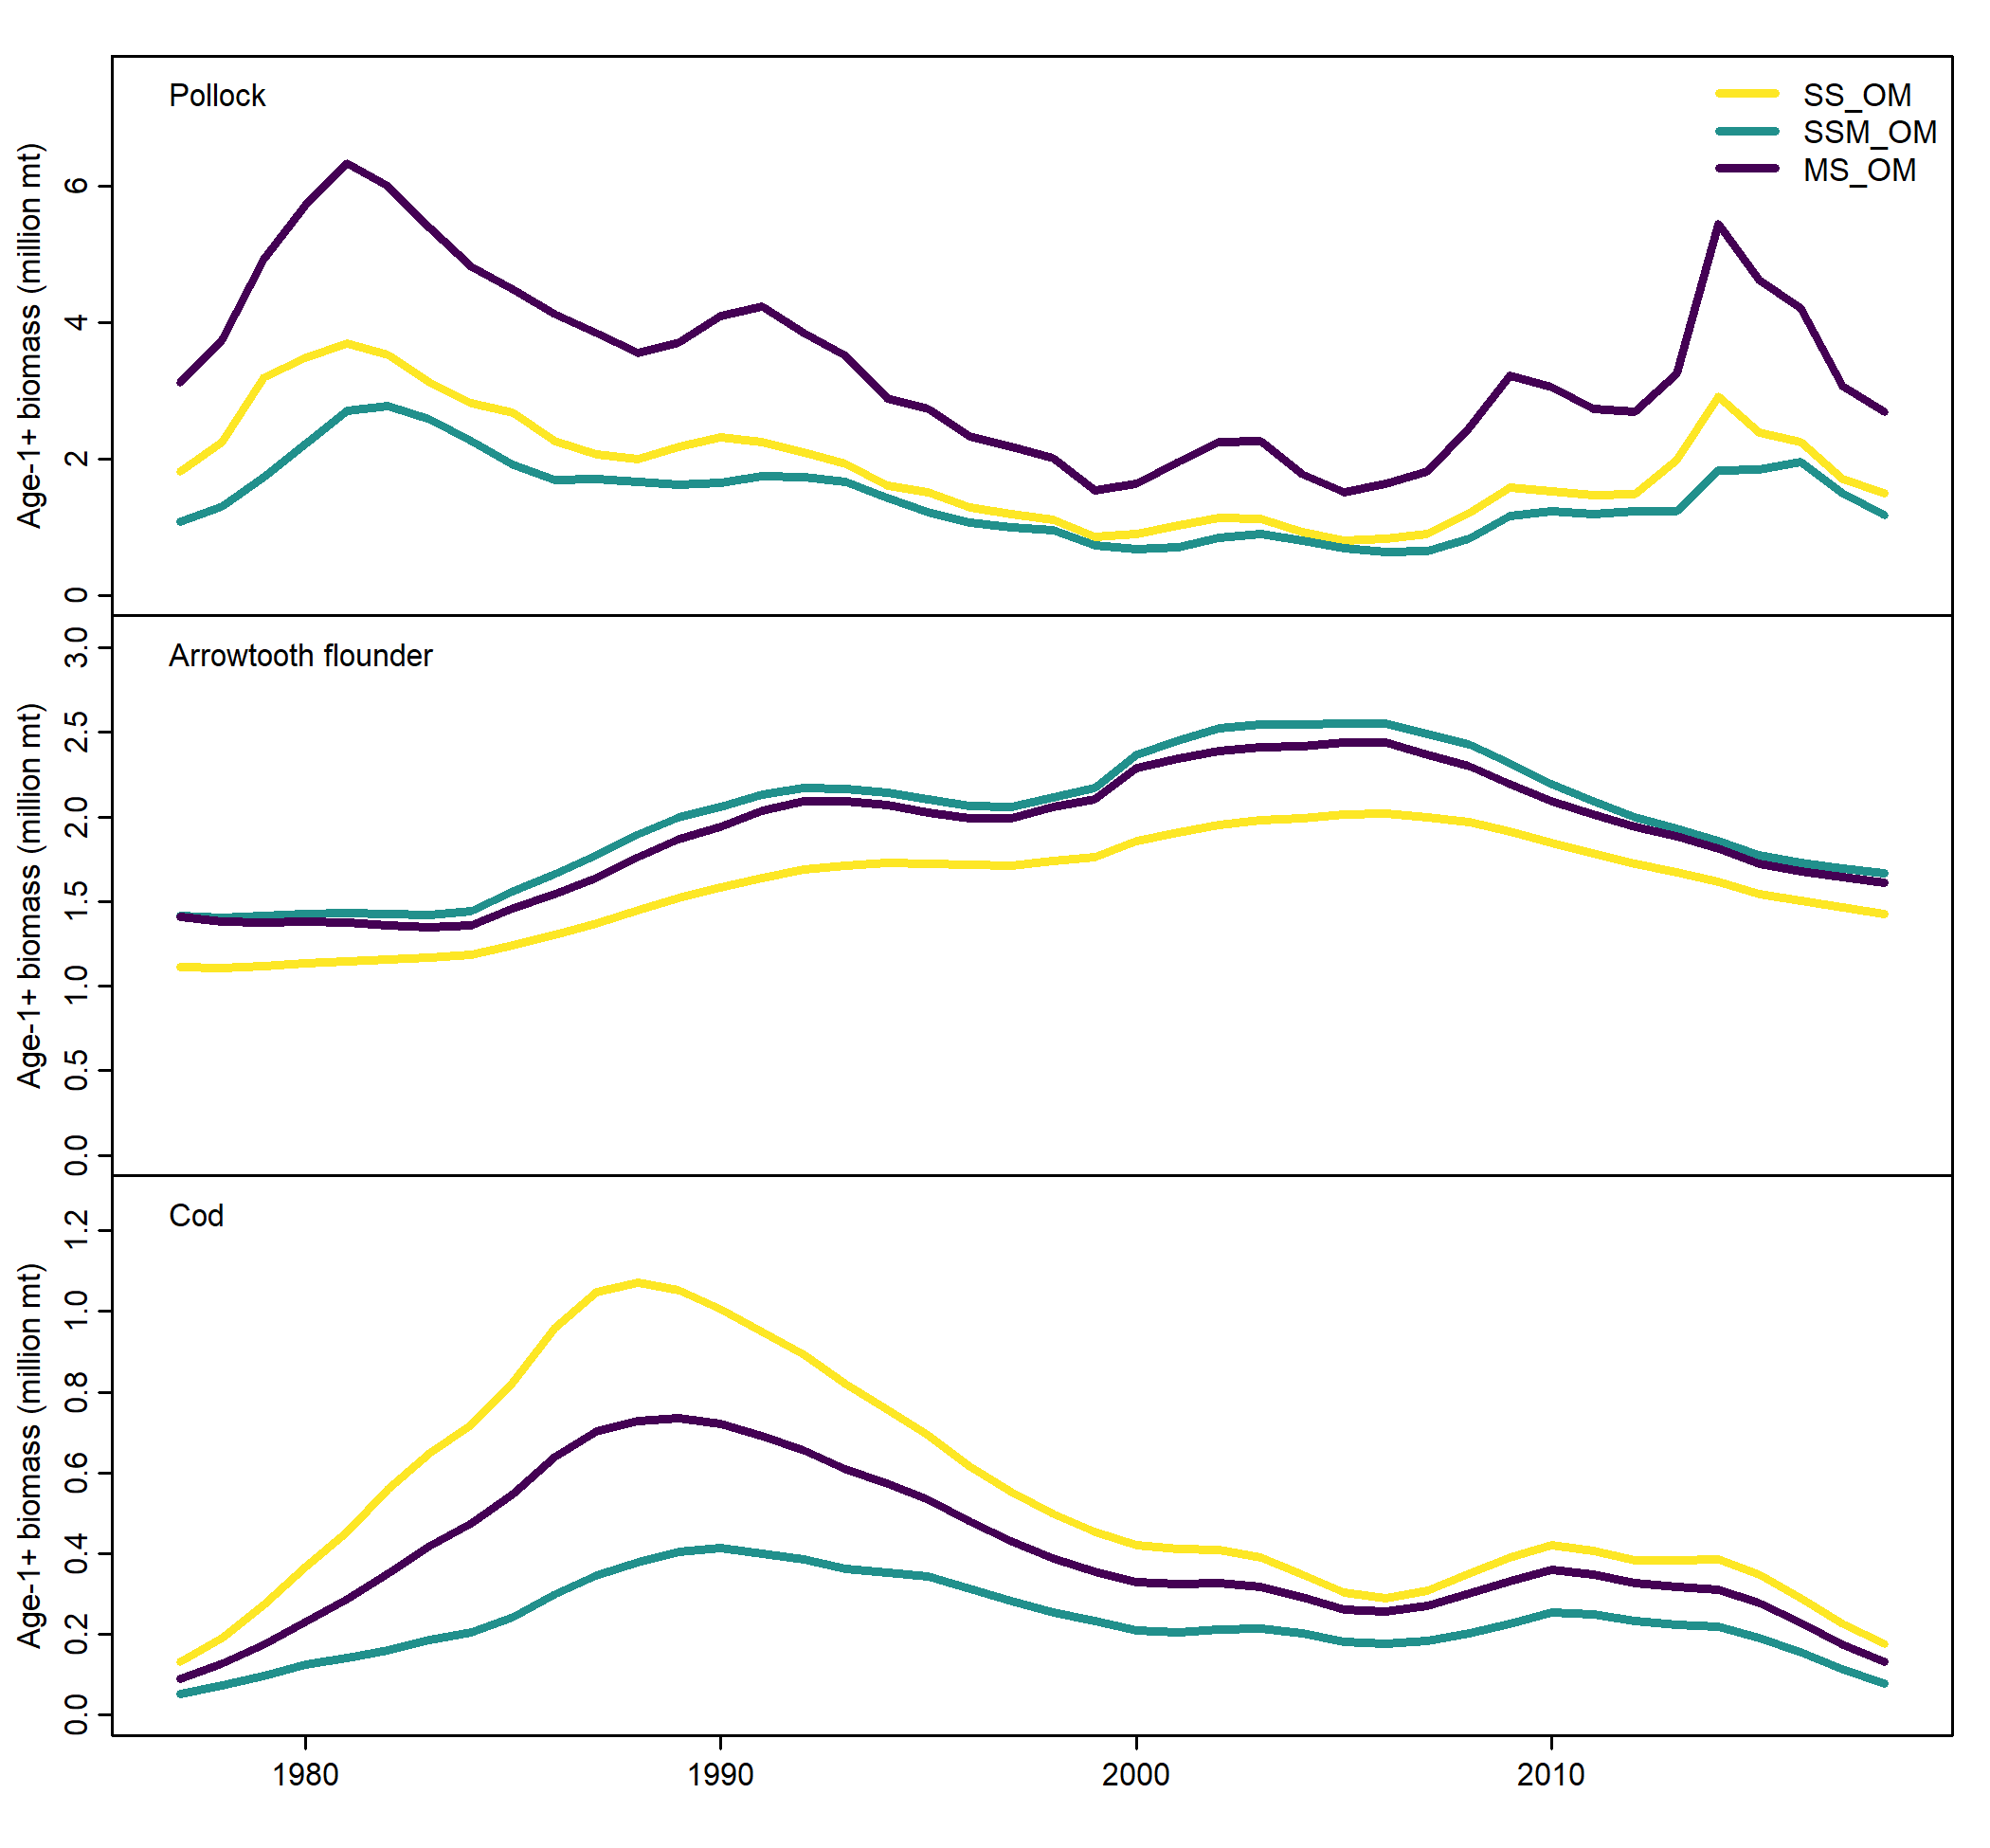 Pollock
SS_OM
SSM_OM
MS_OM
Age-1+ biomass (million mt)
6
4
2
0
Arrowtooth flounder
Age-1+ biomass (million mt)
3.0
2.5
2.0
1.5
1.0
0.5
0.0
Cod
Age-1+ biomass (million mt)
1.2
1.0
0.8
0.6
0.4
0.2
0.0
1980 1990 2000 2010